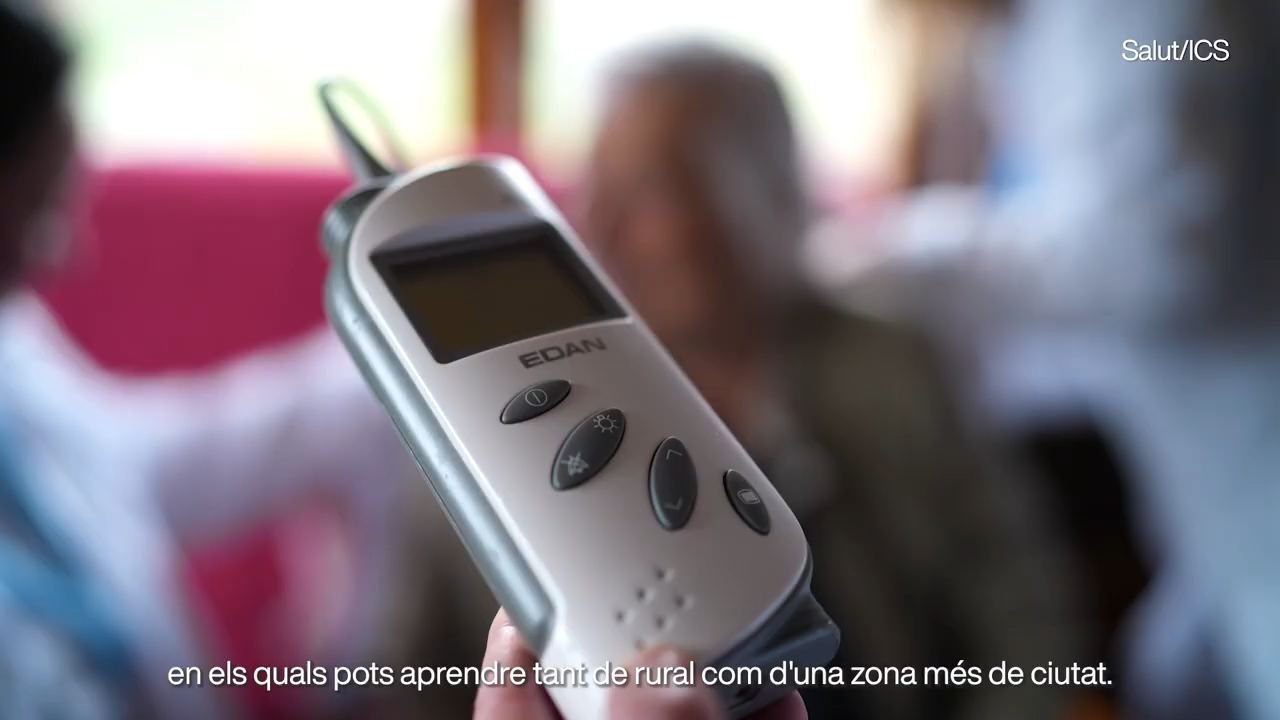 Salut/ICS
EDAN
en els quals pots aprendre tant de rural com d'una zona més de ciutat.